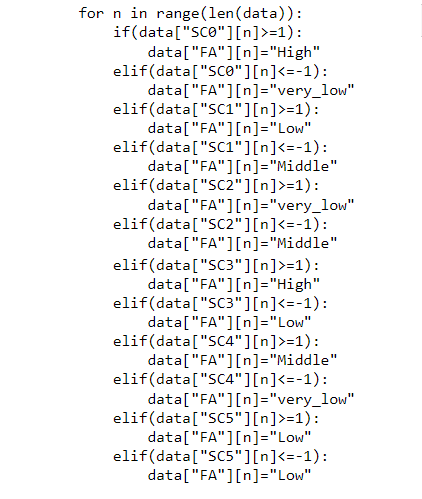 for n in range(len(data)):
    if(data["SC0"][n]>=1):
        data["FA"][n]="High"
    elif(data["SC0"][n]<=-1):
        data["FA"][n]="very_low"
    elif(data["SC1"][n]>=1):
        data["FA"][n]="Low"
    elif(data["SC1"][n]<=-1):
        data["FA"][n]="Middle"
    elif(data["SC2"][n]>=1):
        data["FA"][n]="very_low"
    elif(data["SC2"][n]<=-1):
        data["FA"][n]="Middle"
    elif(data["SC3"][n]>=1):
        data["FA"][n]="High"
    elif(data["SC3"][n]<=-1):
        data["FA"][n]="Low"
    elif(data["SC4"][n]>=1):
        data["FA"][n]="Middle"
    elif(data["SC4"][n]<=-1):
        data["FA"][n]="very_low"
    elif(data["SC5"][n]>=1):
        data["FA"][n]="Low"
    elif(data["SC5"][n]<=-1):
        data["FA"][n]="Low"